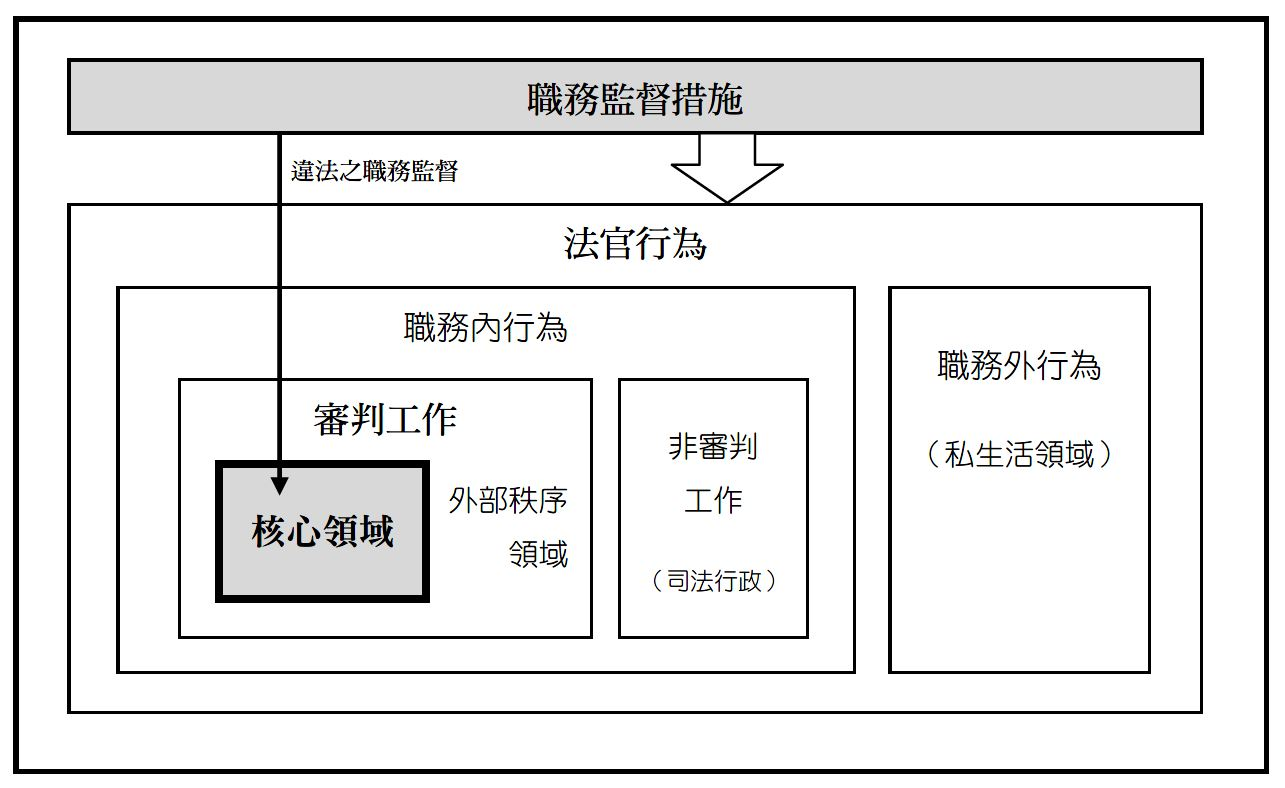 職務監督措施
違法之職務監督
法官行為
職務內行為
審判工作
核心領域
外部秩序
領域
非審判
工作
（司法行政）
職務外行為
（私生活領域）